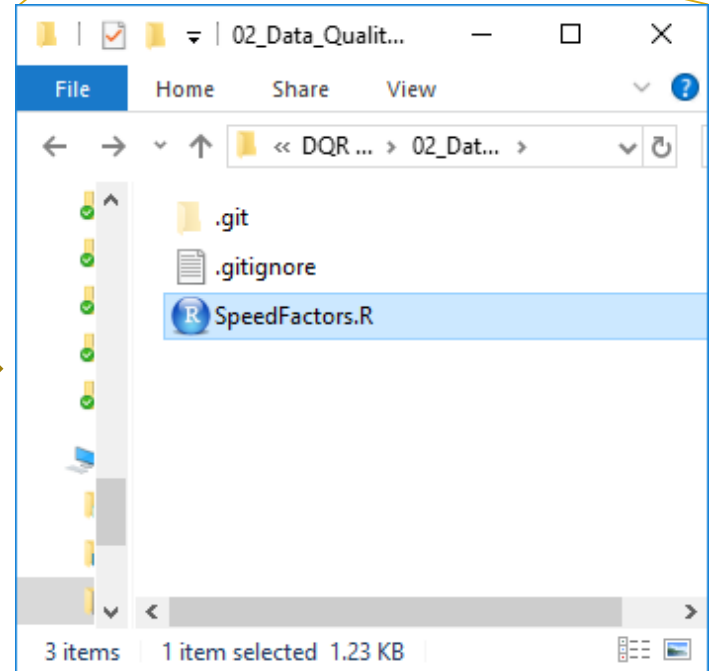 02_Data_Qualit...
File Home Share View
« DQR ... › 02_Dat... ›
.git
.gitignore
SpeedFactors.R
3 items 1 item selected 1.23 KB